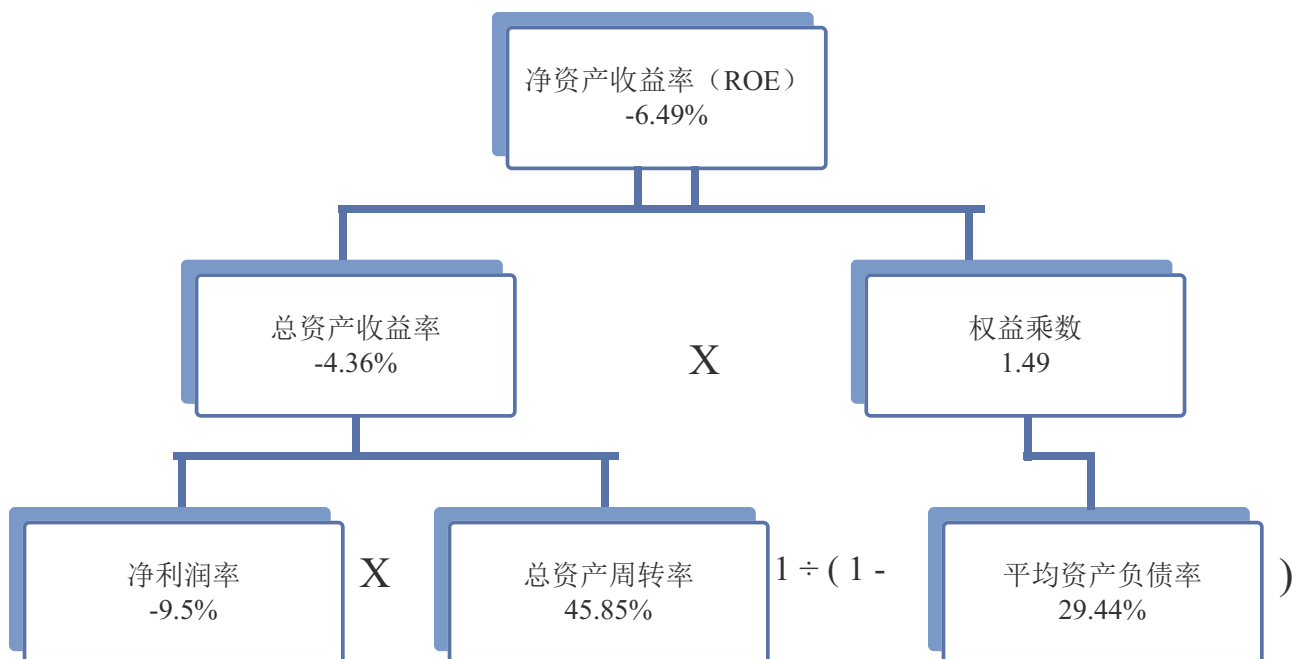 净资产收益率（ROE）
-6.49%
总资产收益率
-4.36%
X
权益乘数
1.49
净利润率
-9.5%
X
总资产周转率
45.85%
1 ÷ ( 1 -
平均资产负债率
29.44%
)